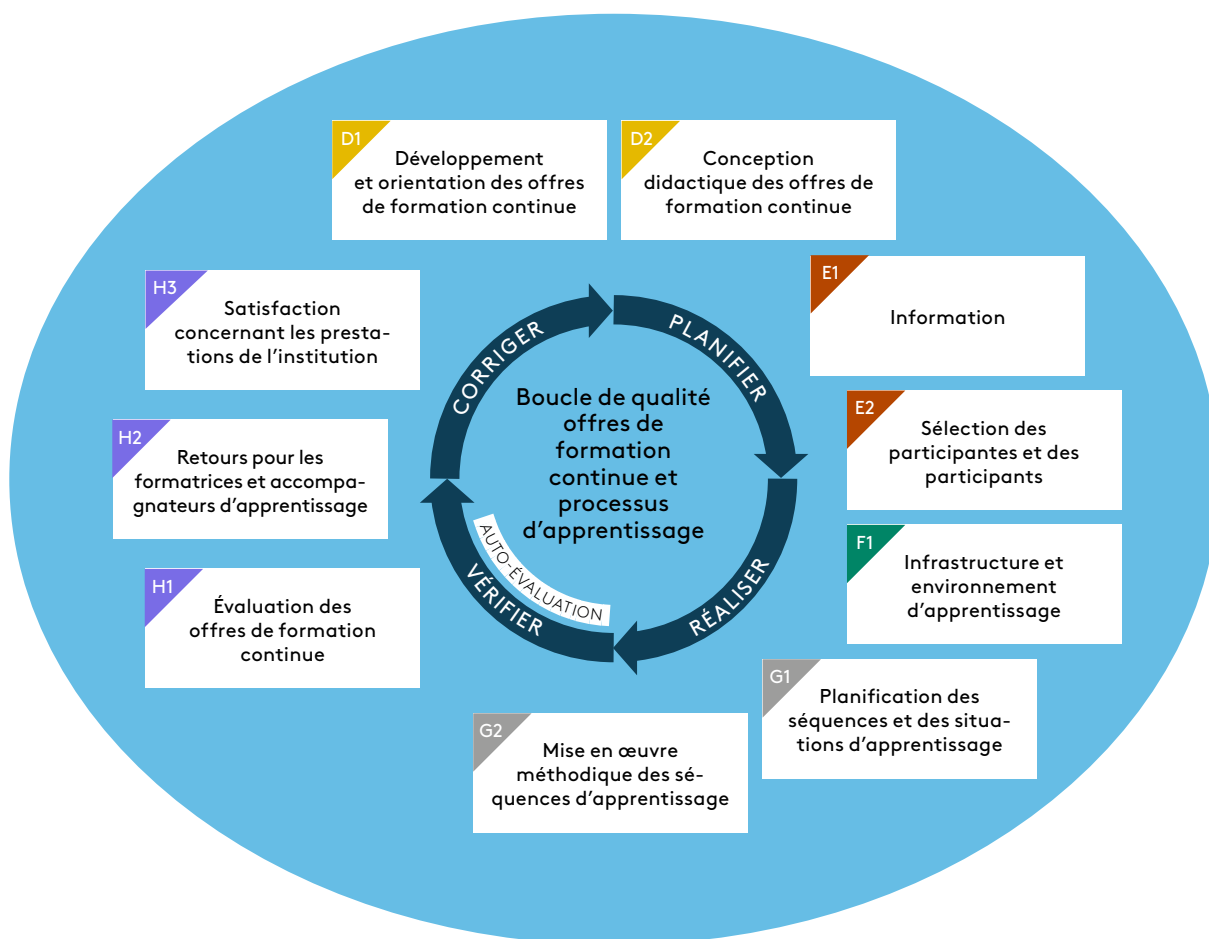 D1
Développement
et orientation des offres
de formation continue
D2
Conception
didactique des offres de
formation continue
E1
Information
E2
Sélection des
participantes et des
participants
F1
Infrastructure et
environnement
d'apprentissage
G1
Planification des
séquences et des situa-
tions d'apprentissage
G2
Mise en œuvre
méthodique des sé-
quences d'apprentissage
H1
Évaluation des
offres de formation
continue
H2
Retours pour les
formatrices et accompa-
gnateurs d'apprentissage
H3
Satisfaction
concernant les presta-
tions de l'institution
PLANIFIER
RÉALISER
VÉRIFIER
AUTO-ÉVALUATION
CORRIGER
Boucle de qualité
offres de
formation
continue et
processus
d'apprentissage